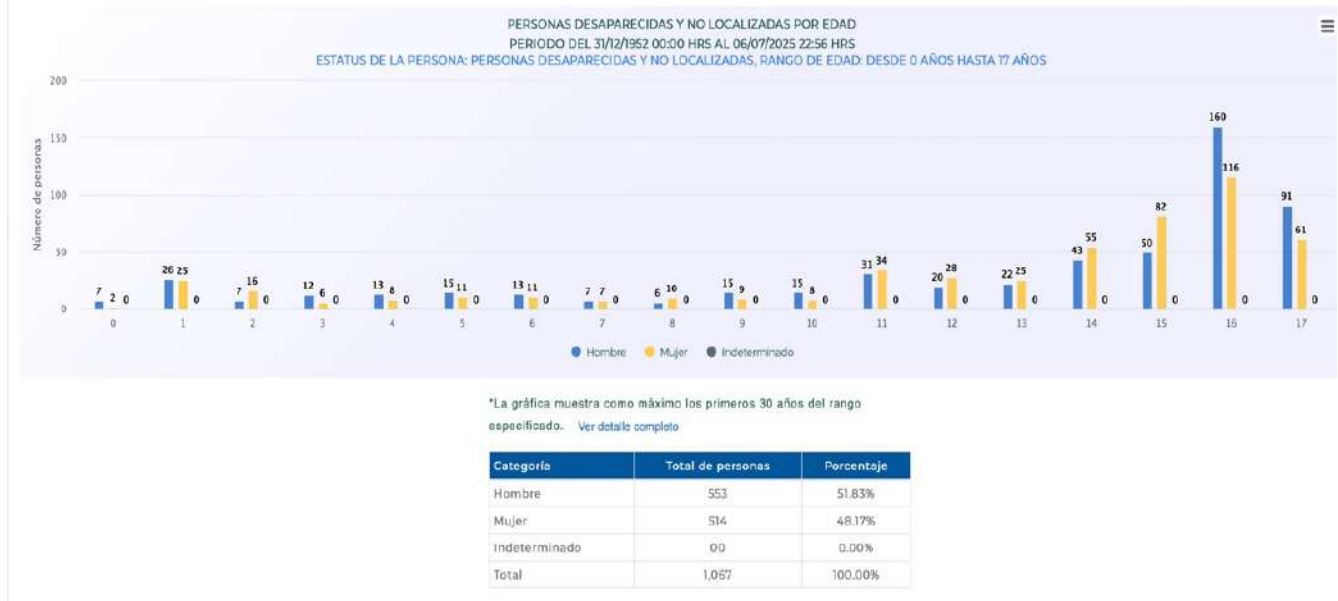 PERSONAS DESAPARECIDAS Y NO LOCALIZADAS POR EDAD
PERIODO DEL 31/12/1952 00:00 HRS AL 06/07/2025 22:56 HRS
ESTATUS DE LA PERSONA: PERSONAS DESAPARECIDAS Y NO LOCALIZADAS, RANGO DE EDAD: DESDE 0 AÑOS HASTA 17 AÑOS
Número de personas
200
150
100
50
0
7 2 0
26 25 0
7 16 0
12 6 0
13 8 0
15 11 0
13 11 0
7 7 0
6 10 0
15 9 0
15 8 0
31 34 0
20 28 0
22 25 0
43 55 0
50 82 0
160 116 0
91 61 0
0 1 2 3 4 5 6 7 8 9 10 11 12 13 14 15 16 17
Hombre Mujer Indeterminado
*La gráfica muestra como máximo los primeros 30 años del rango
especificado. Ver detalle completo
Categoría Total de personas Porcentaje
Hombre 553 51.83%
Mujer 514 48.17%
Indeterminado 00 0.00%
Total 1,067 100.00%